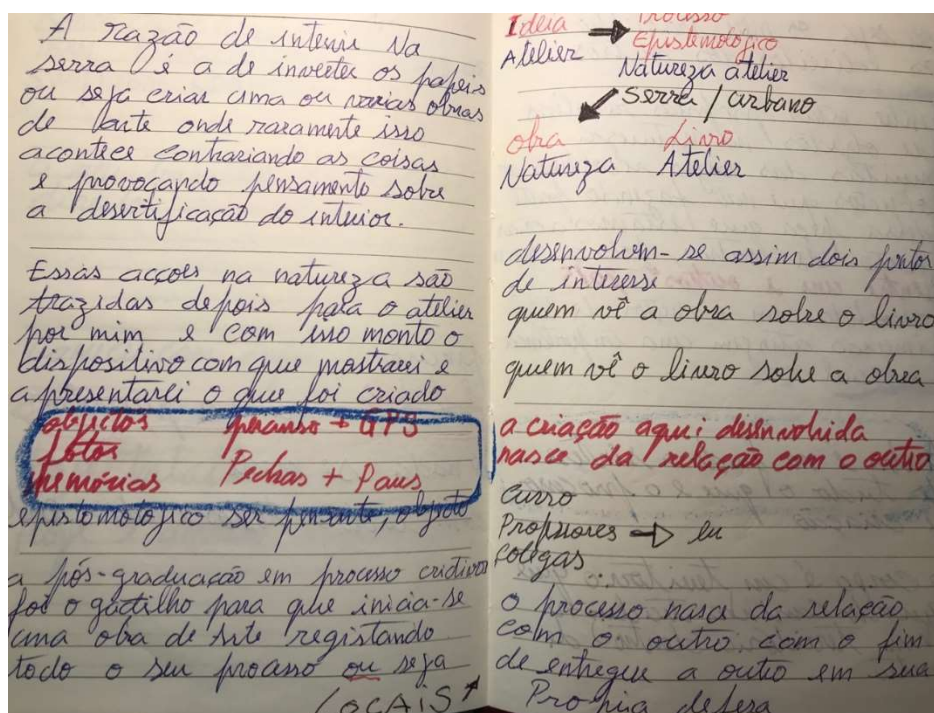 A razão de intervir na
serra é a de inverter os papeis
ou seja criar uma ou varias obras
de arte onde raramente isso
acontece contrariando as coisas
e provocando pensamento sobre
a desertificação do interior.
Essas acções na natureza são
trazidas depois para o atelier
por mim e com isso monto o
dispositivo com que mostrarei e
apresentarei o que foi criado
objectos percurso + GPS
fotos
memórias Pedras + Paus
epistomologico ser pensante, objecto
a pós-graduação em processo criativo
foi o gatilho para que inicia-se
uma obra de arte registando
todo o seu processo ou seja
LOCAIS
Ideia Processo
Epistemológico
Atelier
Natureza atelier
Serra / urbano
obra Livro
Natureza Atelier
desenvolvem-se assim dois pontos
de interesse
quem vê a obra sobre o livro
quem vê o livro sobre a obra
a criação aqui desenvolvida
nasce da relação com o outro
Curso
Professores eu
colegas
O processo nasce da relação
com o outro, com o fim
de entregue a outro em sua
Propria defesa